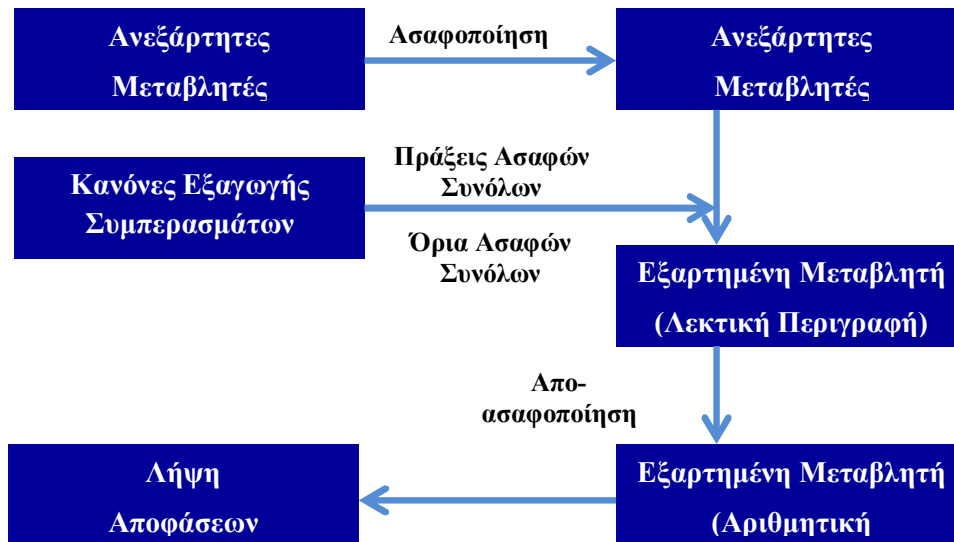 Ανεξάρτητες
Μεταβλητές
Ασαφοποίηση
Ανεξάρτητες
Μεταβλητές
Κανόνες Εξαγωγής
Συμπερασμάτων
Πράξεις Ασαφών
Συνόλων
Όρια Ασαφών
Συνόλων
Εξαρτημένη Μεταβλητή
(Λεκτική Περιγραφή)
Απο-
ασαφοποίηση
Εξαρτημένη Μεταβλητή
(Αριθμητική
Λήψη
Αποφάσεων